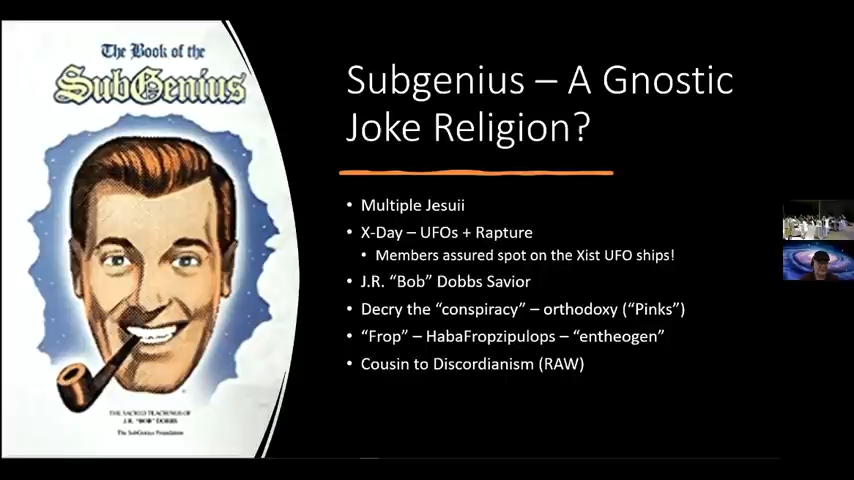 The Book of the
SubGenius
THE SACRED TEACHINGS OF
J.R. "BOB" DOBBS
The SubGenius Foundation
Subgenius – A Gnostic
Joke Religion?
• Multiple Jesuii
• X-Day – UFOs + Rapture
• Members assured spot on the Xist UFO ships!
• J.R. "Bob" Dobbs Savior
• Decry the "conspiracy" – orthodoxy ("Pinks")
• "Frop" – HabaFropzipulops – "entheogen"
• Cousin to Discordianism (RAW)